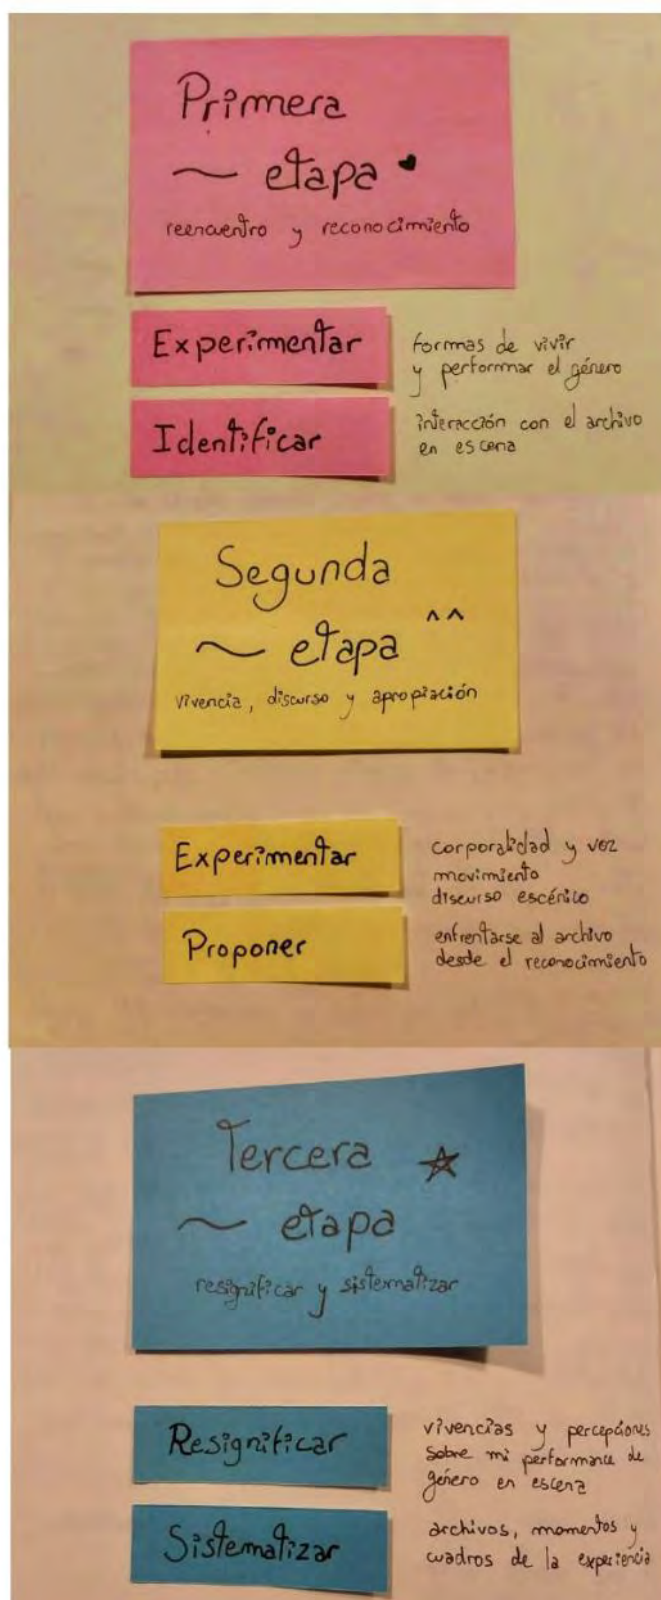 Primera
~ etapa
reencuentro y reconocimiento
Experimentar
formas de vivir
y performar el género
Identificar
interacción con el archivo
en escena
Segunda
~ etapa ^^
vivencia, discurso y apropiación
Experimentar
corporalidad y voz
movimiento
discurso escénico
Proponer
enfrentarse al archivo
desde el reconocimiento
Tercera
~ etapa
resignificar y sistematizar
Resignificar
vivencias y percepciones
sobre mi performance de
género en escena
Sistematizar
archivos, momentos y
cuadros de la experiencia